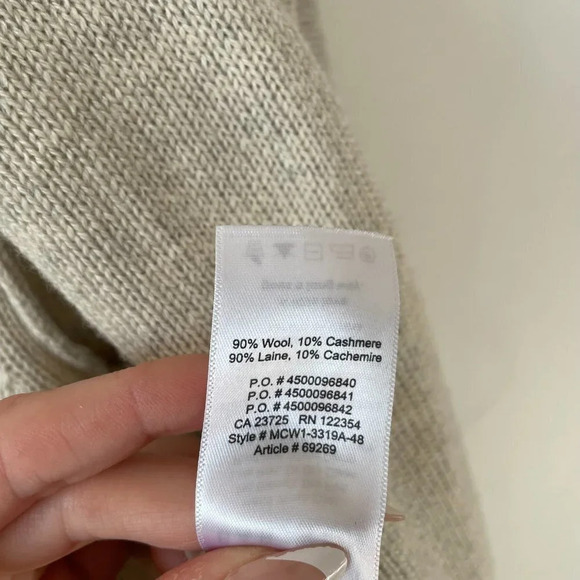 90% Wool, 10% Cashmere
90% Laine, 10% Cachemire
P.O. # 4500096840
P.O. # 4500096841
P.O. # 4500096842
CA 23725 RN 122354
Style # MCW1-3319A-48
Article # 69269